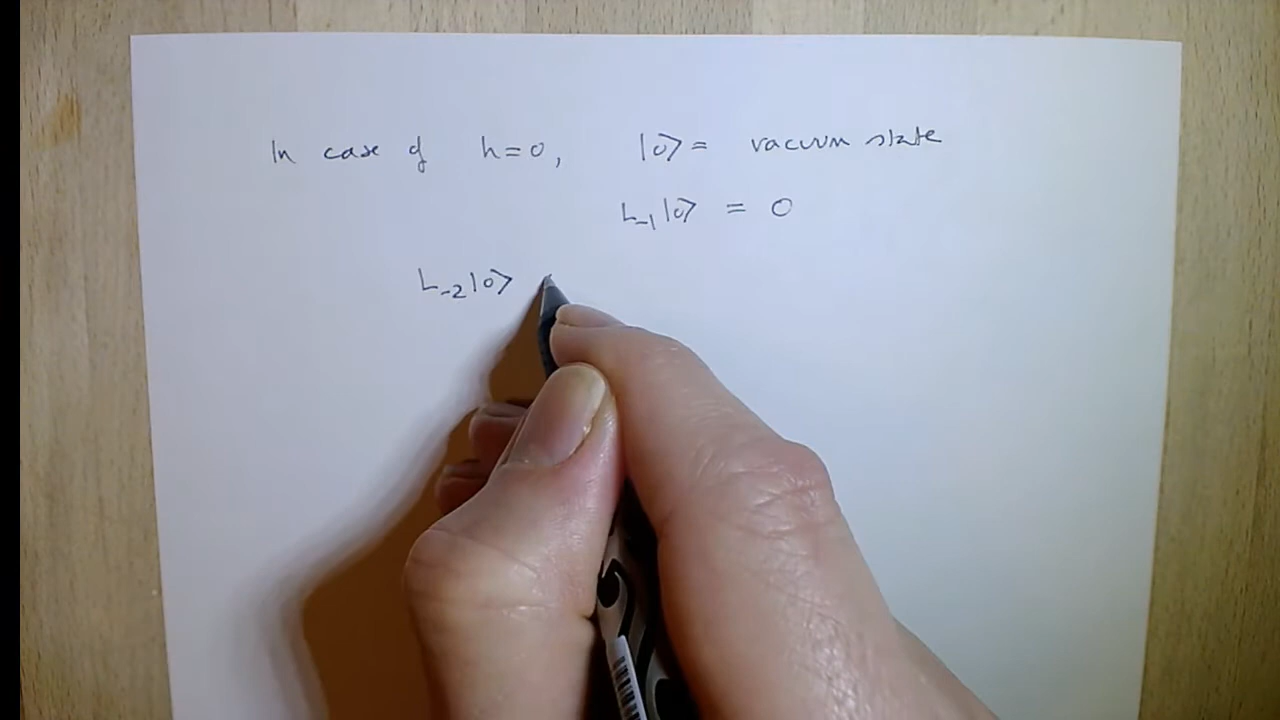 In case of h=0, |0⟩ = vacuum state
L₋₁|0⟩ = 0
L₋₂|0⟩